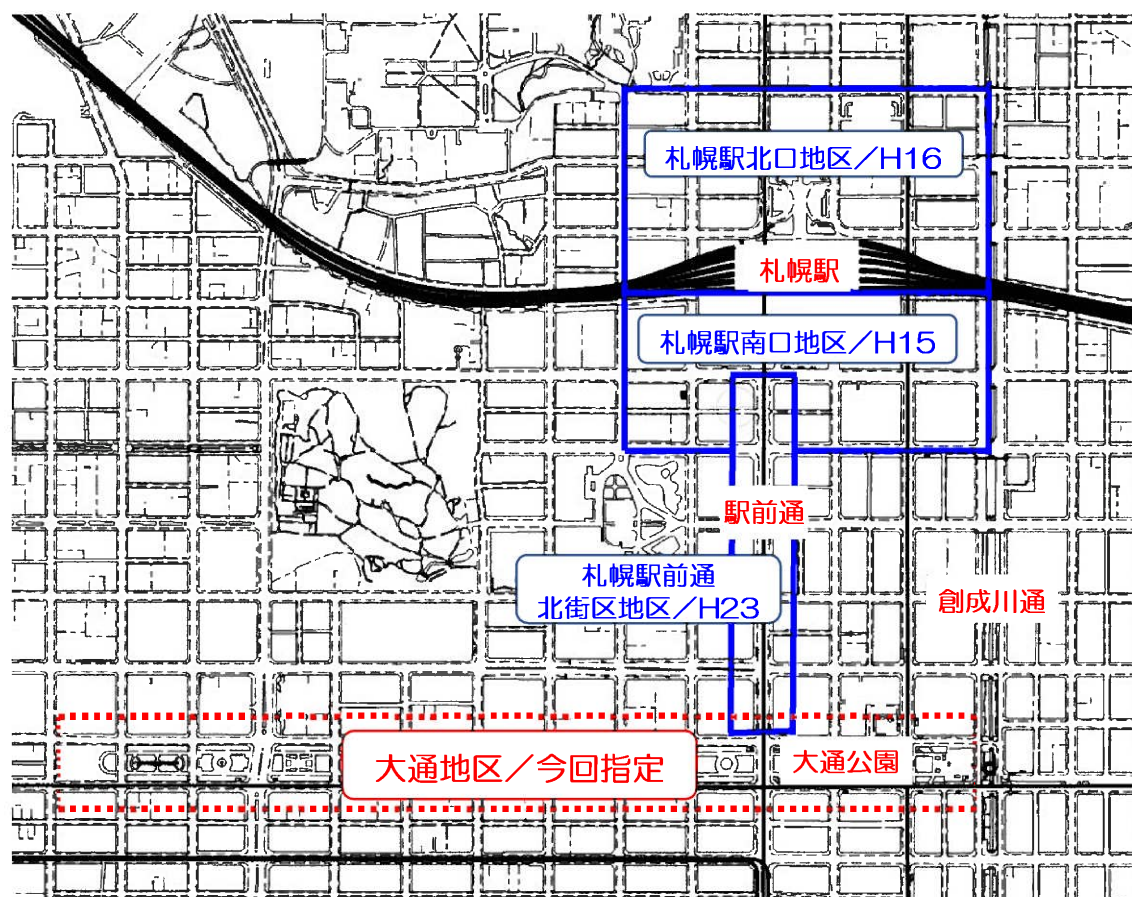 札幌駅北口地区／H16
札幌駅
札幌駅南口地区／H15
駅前通
札幌駅前通
北街区地区／H23
創成川通
大通地区／今回指定
大通公園